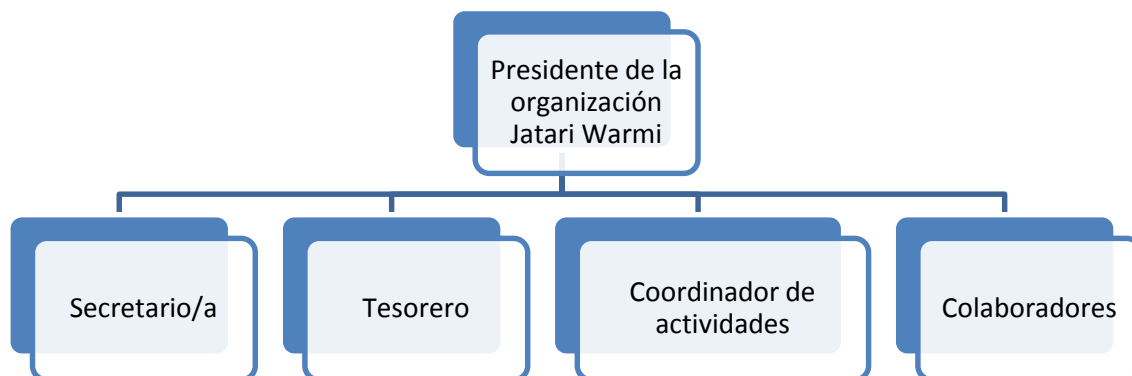 Presidente de la
organización
Jatari Warmi
Secretario/a
Tesorero
Coordinador de
actividades
Colaboradores